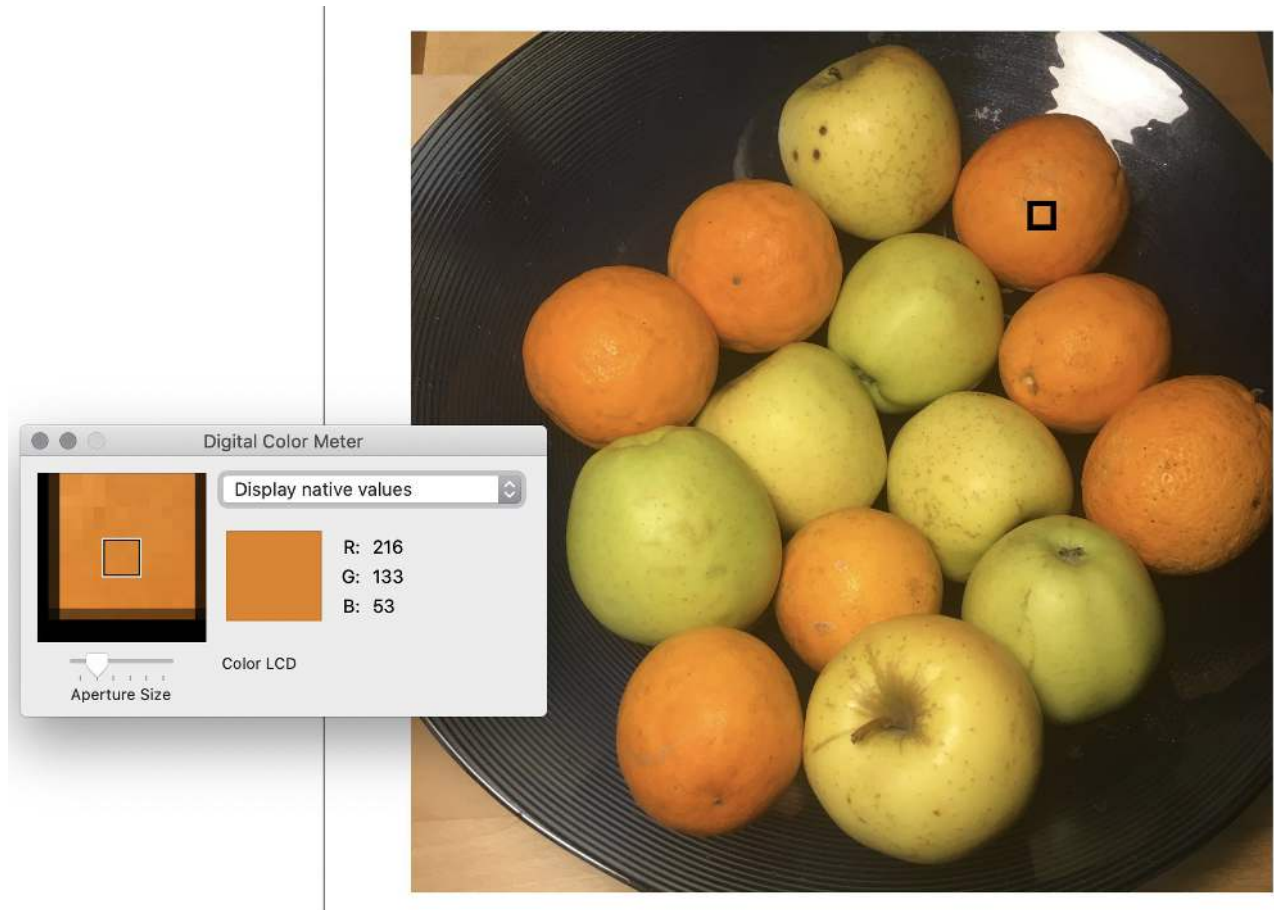 Digital Color Meter
Display native values
R: 216
G: 133
B: 53
Color LCD
Aperture Size